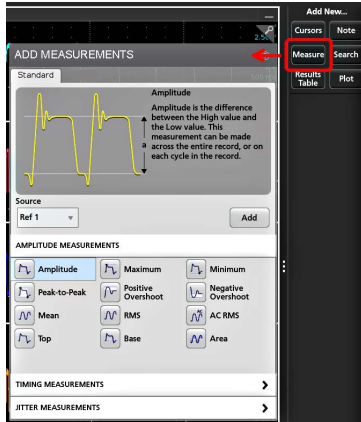 Add New...
Cursors
Note
2.50
ADD MEASUREMENTS
Measure
Search
Standard
Results
Table
Plot
Amplitude
Amplitude is the difference
between the High value and
the Low value. This
measurement can be made
a
across the entire record, or on
each cycle in the record.
Source
Ref 1
Add
AMPLITUDE MEASUREMENTS
Amplitude
Maximum
Minimum
Peak-to-Peak
Positive
Overshoot
Negative
Overshoot
Mean
RMS
AC RMS
Top
Base
Area
TIMING MEASUREMENTS
JITTER MEASUREMENTS